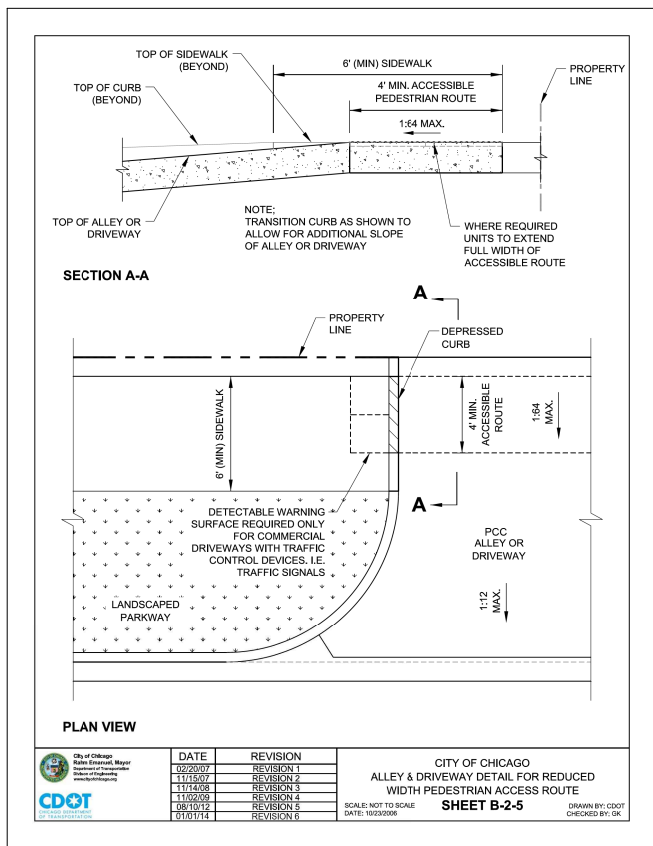 TOP OF SIDEWALK
(BEYOND)
6' (MIN) SIDEWALK
PROPERTY
LINE
TOP OF CURB
(BEYOND)
4' MIN. ACCESSIBLE
PEDESTRIAN ROUTE
1:64 MAX.
TOP OF ALLEY OR
DRIVEWAY
NOTE;
TRANSITION CURB AS SHOWN TO
ALLOW FOR ADDITIONAL SLOPE
OF ALLEY OR DRIVEWAY
WHERE REQUIRED
UNITS TO EXTEND
FULL WIDTH OF
ACCESSIBLE ROUTE
SECTION A-A
A
PROPERTY
LINE
DEPRESSED
CURB
6' (MIN) SIDEWALK
4' MIN.
ACCESSIBLE
ROUTE
1:64
MAX.
A
DETECTABLE WARNING
SURFACE REQUIRED ONLY
FOR COMMERCIAL
DRIVEWAYS WITH TRAFFIC
CONTROL DEVICES. I.E.
TRAFFIC SIGNALS
PCC
ALLEY OR
DRIVEWAY
LANDSCAPED
PARKWAY
1:12
MAX.
PLAN VIEW
City of Chicago
Rahm Emanuel, Mayor
Department of Transportation
Division of Engineering
www.cityofchicago.org
CDOT
CHICAGO DEPARTMENT
OF TRANSPORTATION
DATE REVISION
02/20/07 REVISION 1
11/15/07 REVISION 2
11/14/08 REVISION 3
11/02/09 REVISION 4
08/10/12 REVISION 5
01/01/14 REVISION 6
CITY OF CHICAGO
ALLEY & DRIVEWAY DETAIL FOR REDUCED
WIDTH PEDESTRIAN ACCESS ROUTE
SCALE: NOT TO SCALE SHEET B-2-5 DRAWN BY: CDOT
DATE: 10/23/2006 CHECKED BY: GK